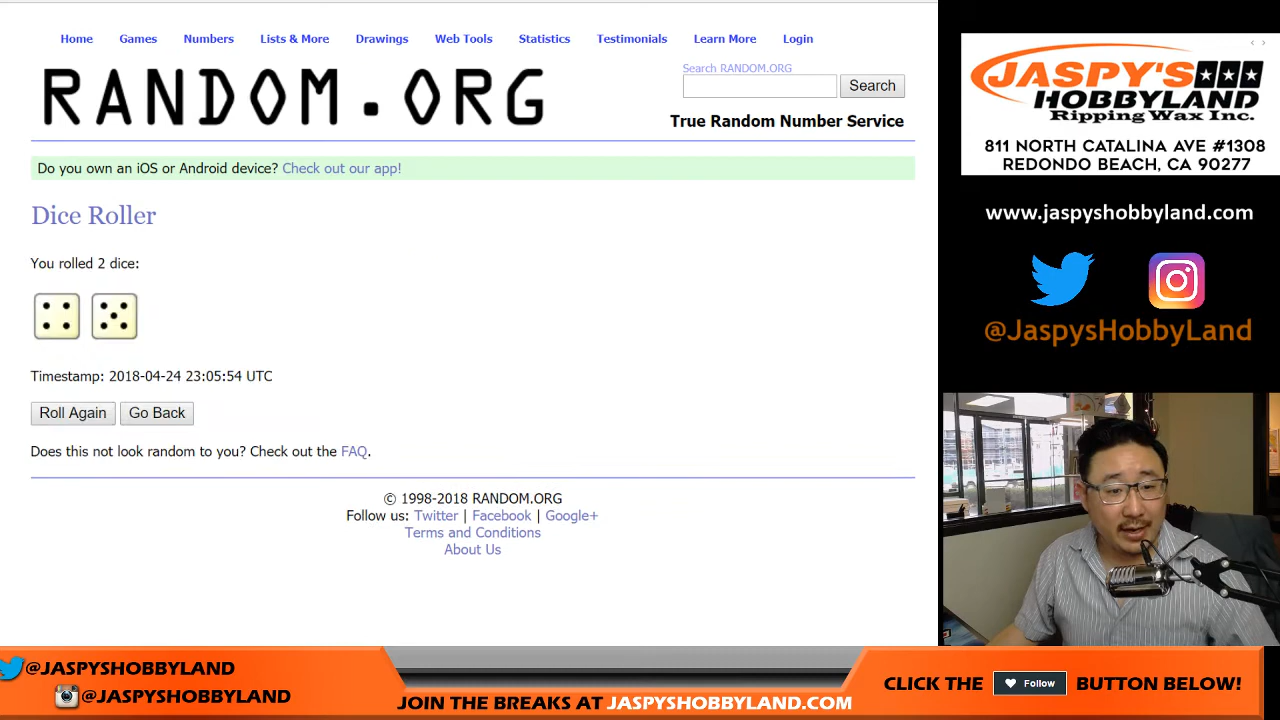 Home Games Numbers Lists & More Drawings Web Tools Statistics Testimonials Learn More Login
RANDOM.ORG
Search RANDOM.ORG
Search
True Random Number Service
Do you own an iOS or Android device? Check out our app!
Dice Roller
You rolled 2 dice:
Timestamp: 2018-04-24 23:05:54 UTC
Roll Again Go Back
Does this not look random to you? Check out the FAQ.
© 1998-2018 RANDOM.ORG
Follow us: Twitter | Facebook | Google+
Terms and Conditions
About Us
JASPY'S
HOBBYLAND
Ripping Wax Inc.
811 NORTH CATALINA AVE #1308
REDONDO BEACH, CA 90277
www.jaspyshobbyland.com
@JaspysHobbyLand
@JASPYSHOBBYLAND
@JASPYSHOBBYLAND
JOIN THE BREAKS AT JASPYSHOBBYLAND.COM
CLICK THE Follow BUTTON BELOW!